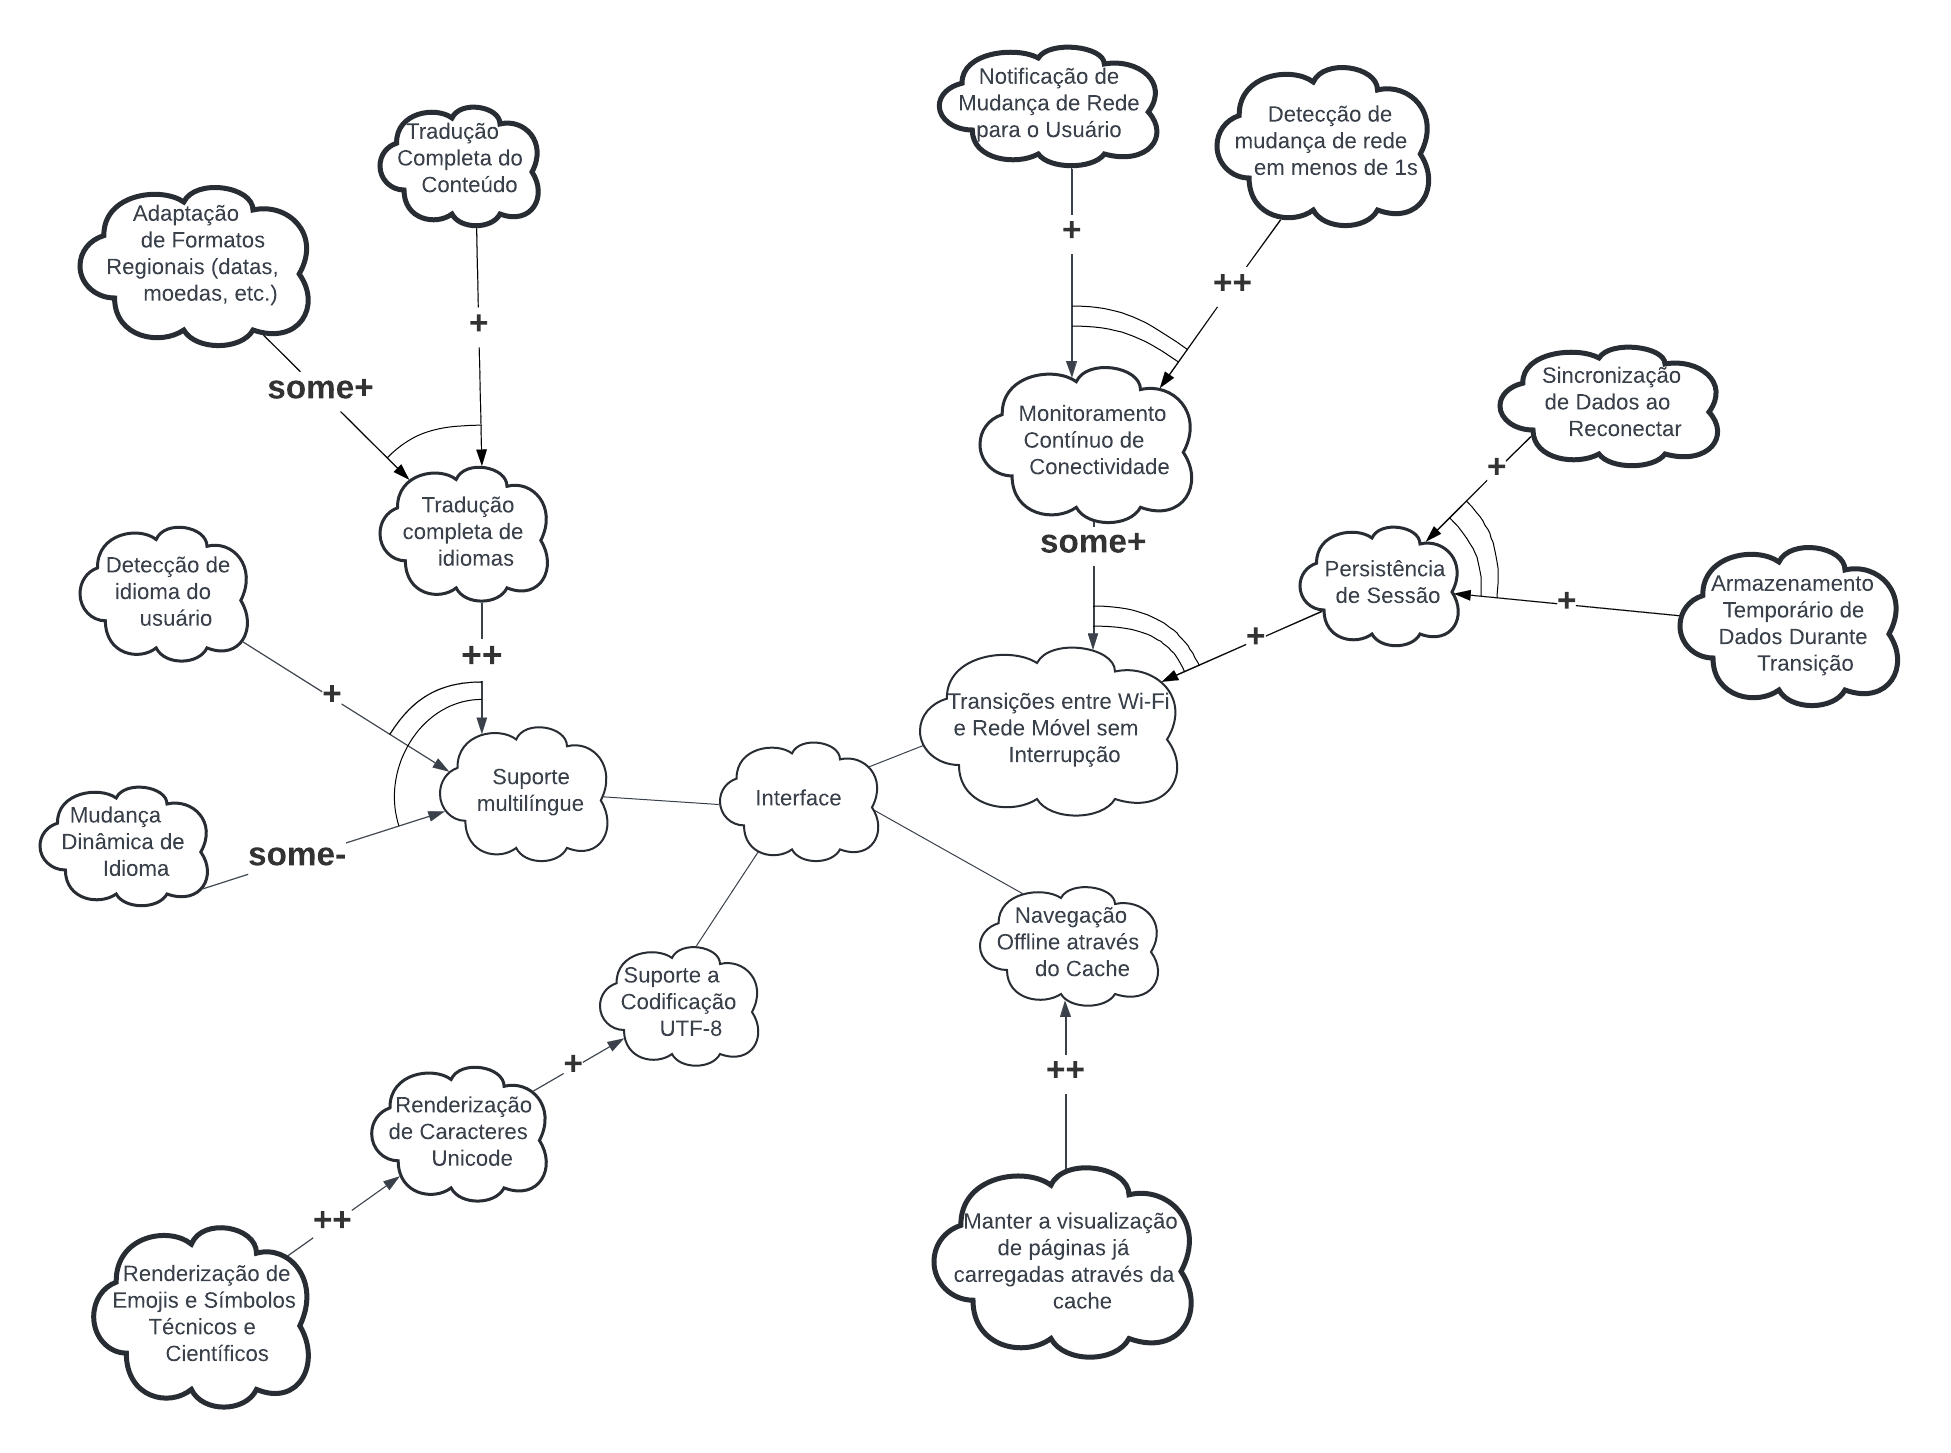 Notificação de
Mudança de Rede
para o Usuário
Detecção de
mudança de rede
em menos de 1s
Tradução
Completa do
Conteúdo
Adaptação
de Formatos
Regionais (datas,
moedas, etc.)
+
++
+
some+
Sincronização
de Dados ao
Reconectar
Monitoramento
Contínuo de
Conectividade
+
Tradução
completa de
idiomas
some+
Detecção de
idioma do
usuário
Persistência
de Sessão
+
Armazenamento
Temporário de
Dados Durante
Transição
++
+
+
Transições entre Wi-Fi
e Rede Móvel sem
Interrupção
Suporte
multilíngue
Interface
Mudança
Dinâmica de
Idioma
some-
Navegação
Offline através
do Cache
Suporte a
Codificação
UTF-8
+
++
Renderização
de Caracteres
Unicode
++
Manter a visualização
de páginas já
carregadas através da
cache
Renderização de
Emojis e Símbolos
Técnicos e
Científicos